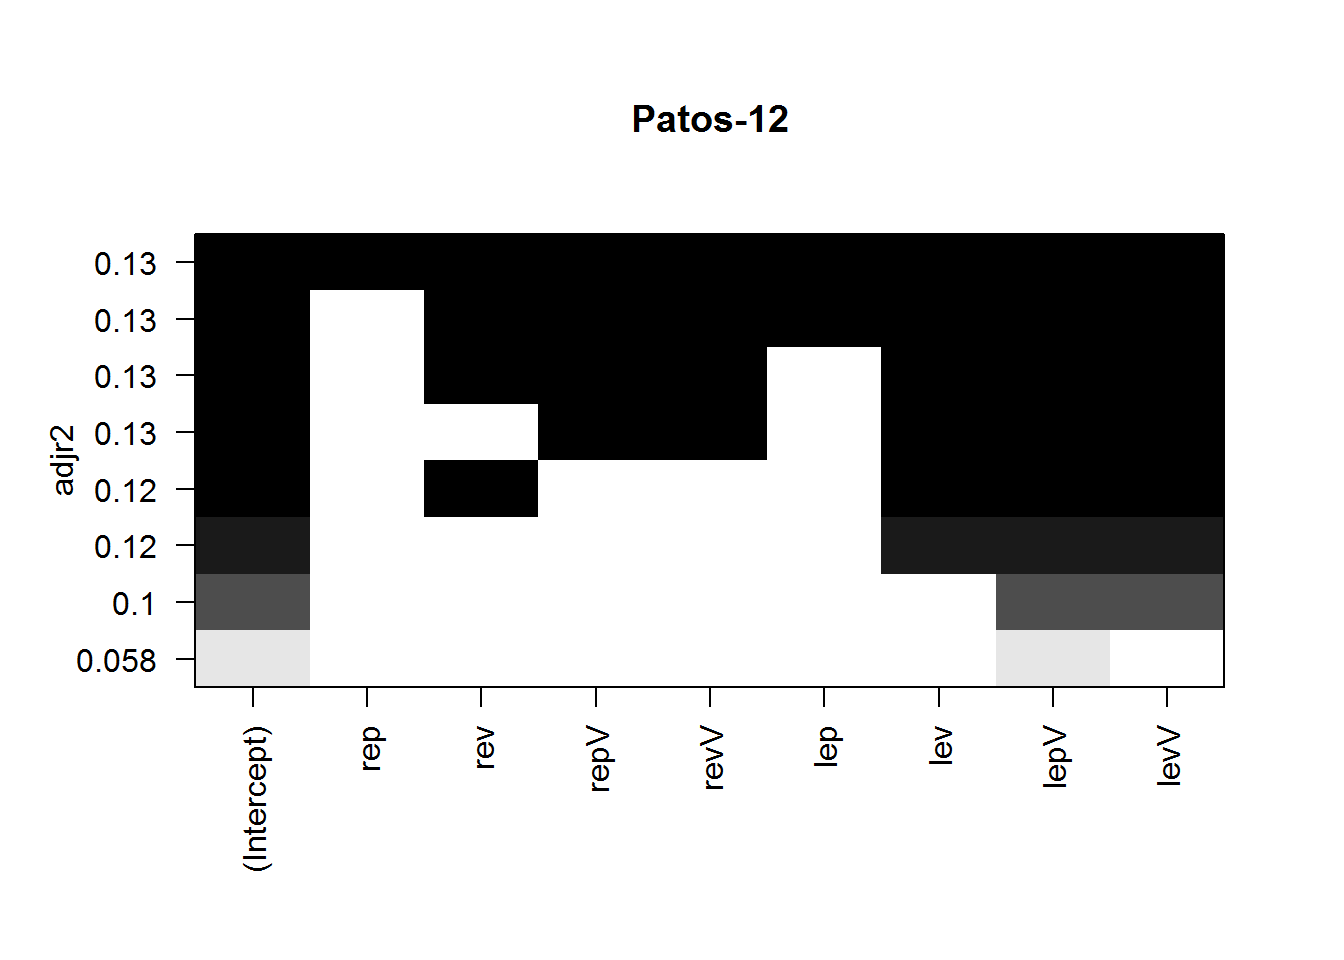 Patos-12
adjr2
0.13
0.13
0.13
0.13
0.12
0.12
0.1
0.058
(Intercept)
rep
rev
repV
revV
lep
lev
lepV
levV